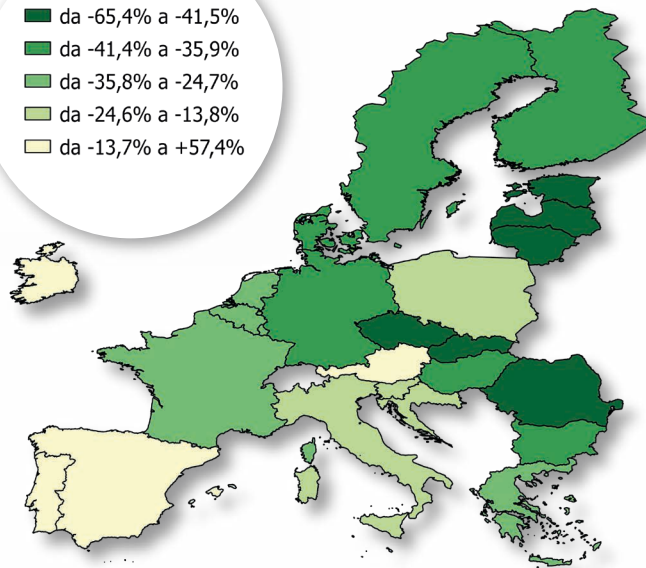 da -65,4% a -41,5%
da -41,4% a -35,9%
da -35,8% a -24,7%
da -24,6% a -13,8%
da -13,7% a +57,4%